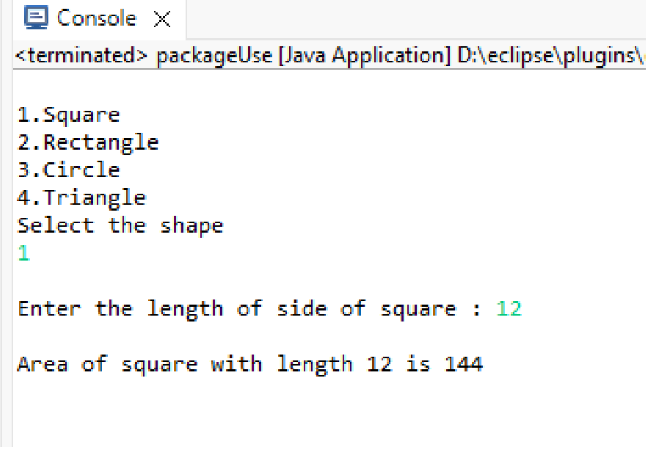 Console
<terminated> packageUse [Java Application] D:\eclipse\plugins\
1.Square
2.Rectangle
3.Circle
4.Triangle
Select the shape
1
Enter the length of side of square : 12
Area of square with length 12 is 144